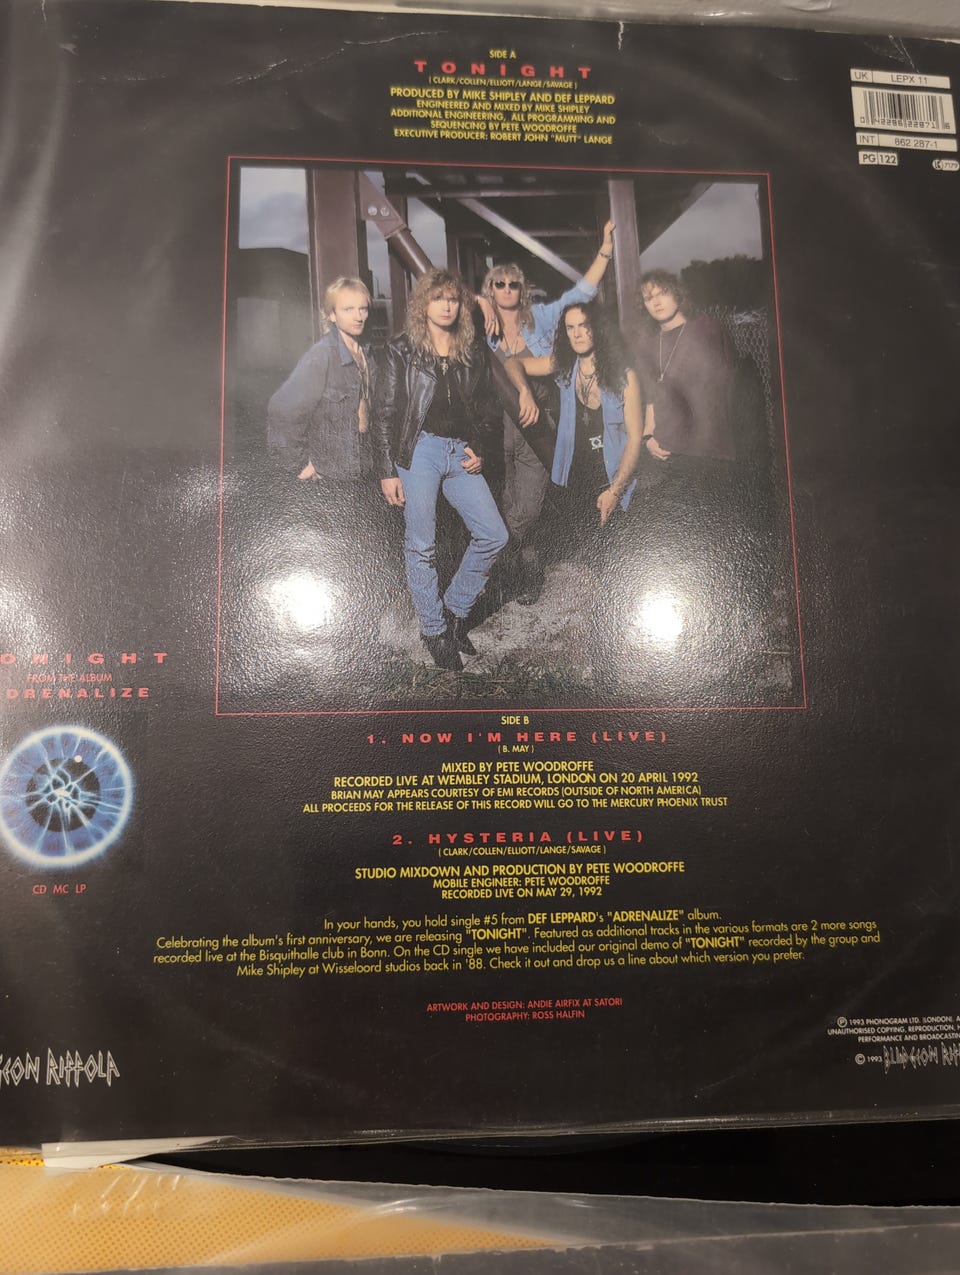 SIDE A
TONIGHT
( CLARK/COLLEN/ELLIOTT/LANGE/SAVAGE )
PRODUCED BY MIKE SHIPLEY AND DEF LEPPARD
ENGINEERED AND MIXED BY MIKE SHIPLEY
ADDITIONAL ENGINEERING, ALL PROGRAMMING AND
SEQUENCING BY PETE WOODROFFE
EXECUTIVE PRODUCER: ROBERT JOHN "MUTT" LANGE
UK LEPX 11
INT 862 287-1
PG 122
ONIGHT
FROM THE ALBUM
DRENALIZE
CD MC LP
SIDE B
1. NOW I'M HERE (LIVE)
( B. MAY )
MIXED BY PETE WOODROFFE
RECORDED LIVE AT WEMBLEY STADIUM, LONDON ON 20 APRIL 1992
BRIAN MAY APPEARS COURTESY OF EMI RECORDS (OUTSIDE OF NORTH AMERICA)
ALL PROCEEDS FOR THE RELEASE OF THIS RECORD WILL GO TO THE MERCURY PHOENIX TRUST
2. HYSTERIA (LIVE)
( CLARK/COLLEN/ELLIOTT/LANGE/SAVAGE )
STUDIO MIXDOWN AND PRODUCTION BY PETE WOODROFFE
MOBILE ENGINEER: PETE WOODROFFE
RECORDED LIVE ON MAY 29, 1992
In your hands, you hold single #5 from DEF LEPPARD's "ADRENALIZE" album.
Celebrating the album's first anniversary, we are releasing "TONIGHT". Featured as additional tracks in the various formats are 2 more songs
recorded live at the Bisquithalle club in Bonn. On the CD single we have included our original demo of "TONIGHT" recorded by the group and
Mike Shipley at Wisseloord studios back in '88. Check it out and drop us a line about which version you prefer.
ARTWORK AND DESIGN: ANDIE AIRFIX AT SATORI
PHOTOGRAPHY: ROSS HALFIN
℗ 1993 PHONOGRAM LTD. (LONDON).
UNAUTHORISED COPYING, REPRODUCTION,
PERFORMANCE AND
© 1993 BLUDGEON
GEON RIFFOLA